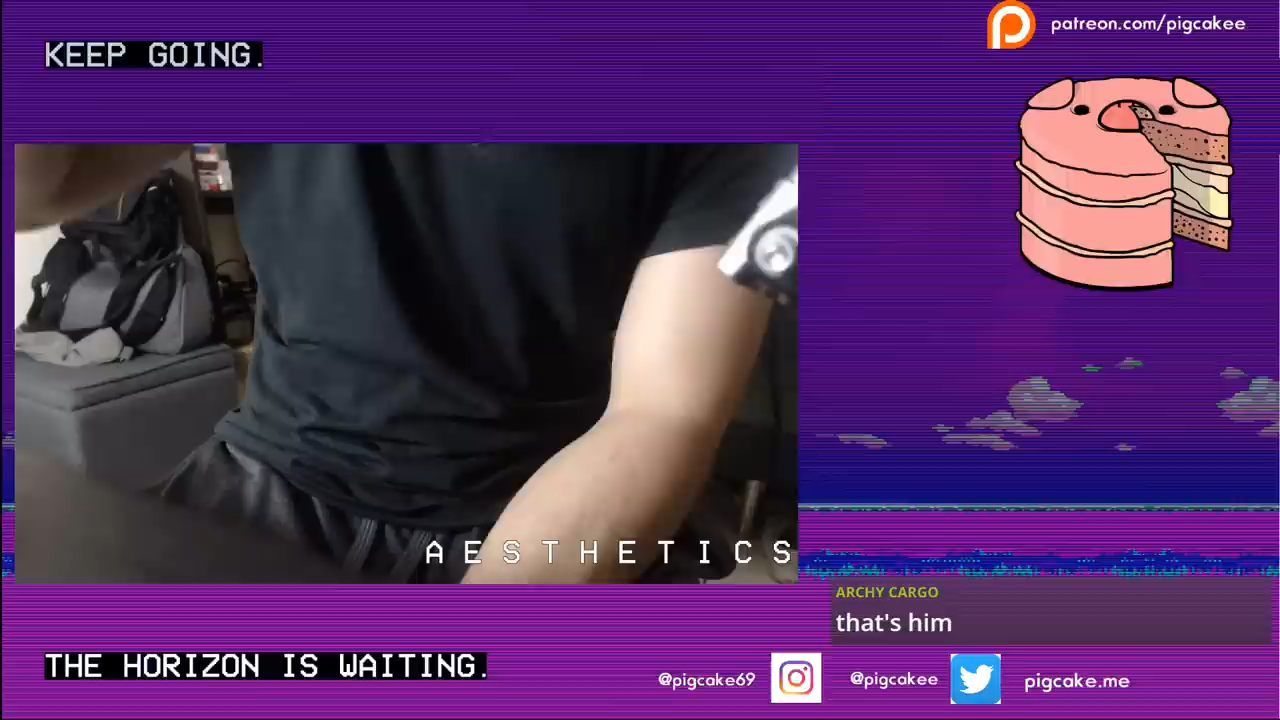 KEEP GOING.
patreon.com/pigcakee
A E S T H E T I C S
ARCHY CARGO
that's him
THE HORIZON IS WAITING.
@pigcake69
@pigcakee
pigcake.me